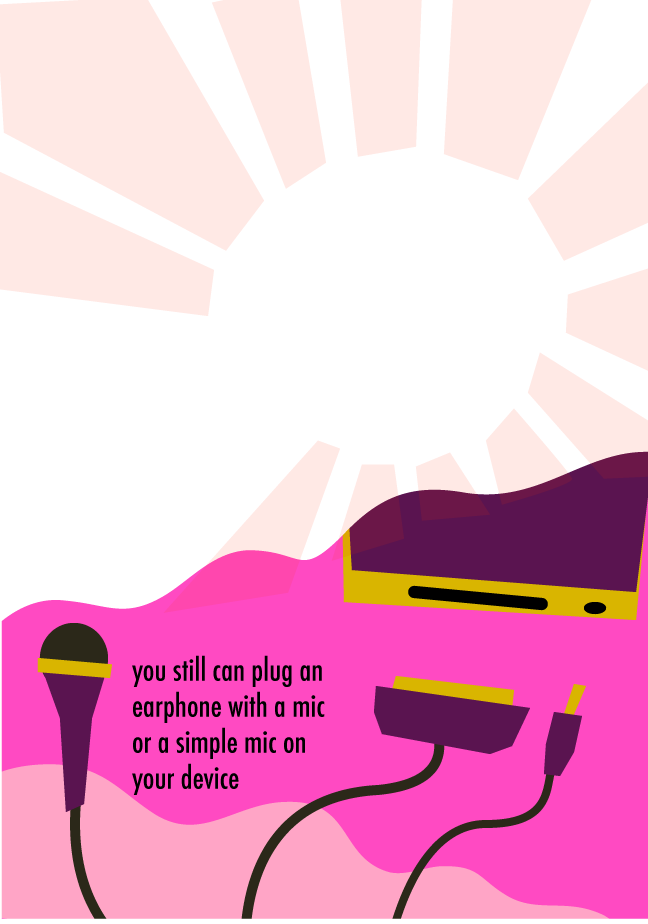 you still can plug an
earphone with a mic
or a simple mic on
your device